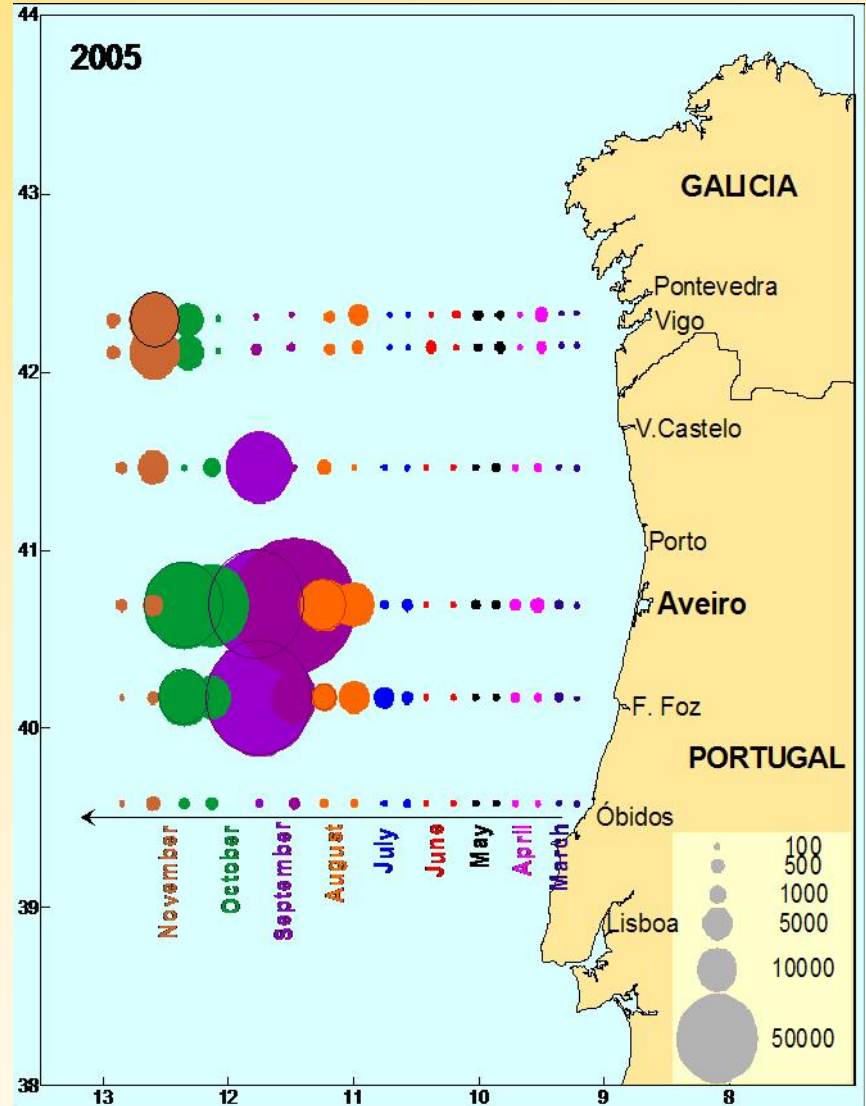 44
2005
43
GALICIA
Pontevedra
Vigo
42
V.Castelo
41
Porto
Aveiro
F. Foz
40
PORTUGAL
Óbidos
November
October
September
August
July
June
May
April
March
100
500
1000
5000
10000
50000
39
Lisboa
38
13 12 11 10 9 8